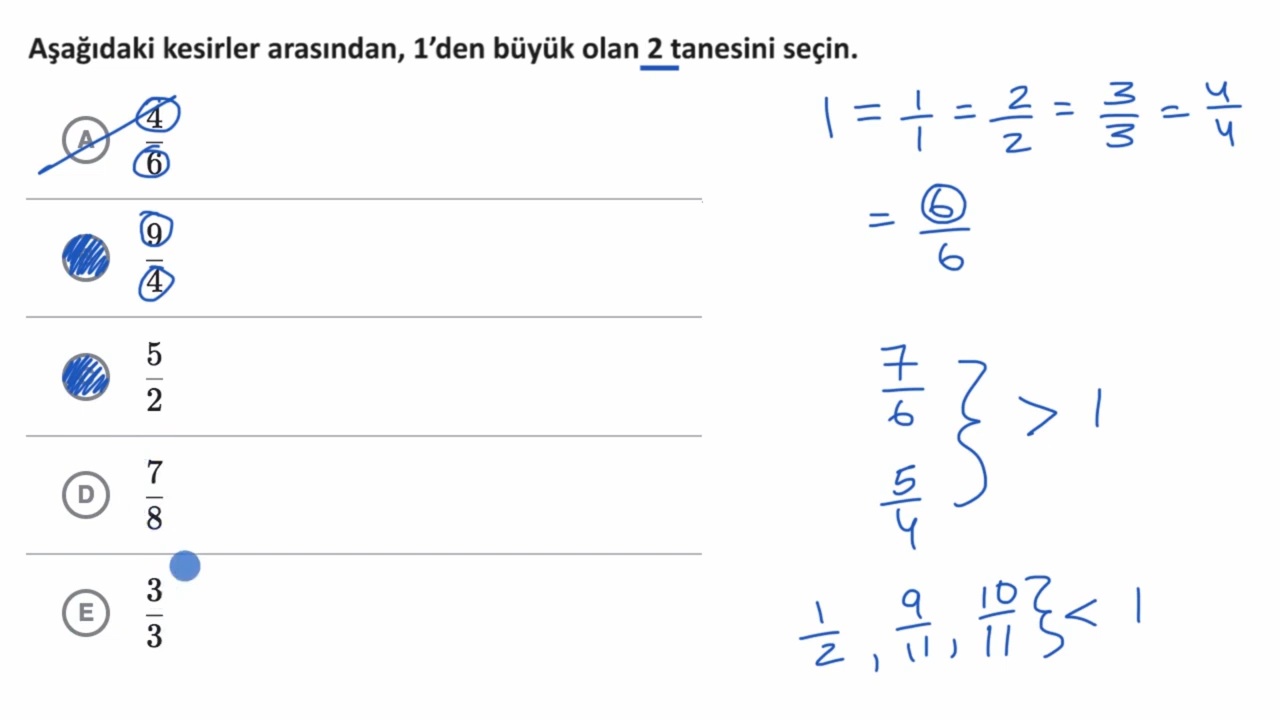 Aşağıdaki kesirler arasından, 1’den büyük olan 2 tanesini seçin.
A 4/6
9/4
5/2
D 7/8
E 3/3
1 = 1/1 = 2/2 = 3/3 = 4/4
= 6/6
7/6
5/4
} > 1
1/2 , 9/11 , 10/11 } < 1